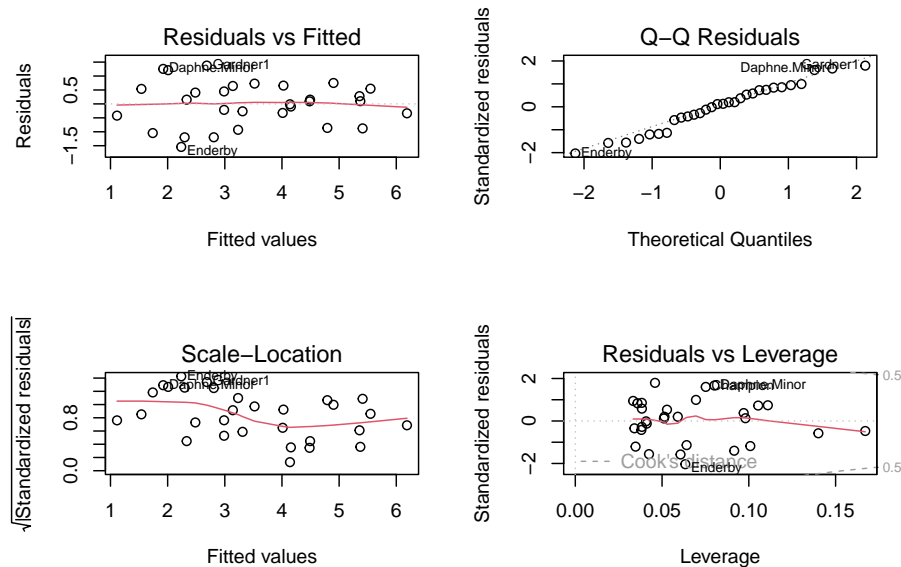 Residuals vs Fitted
Residuals
0.5
−1.5
Gardner1
Daphne.Minor
Enderby
1 2 3 4 5 6
Fitted values
Q−Q Residuals
Standardized residuals
2
0
−2
Gardner1
Daphne.Minor
Enderby
−2 −1 0 1 2
Theoretical Quantiles
Scale−Location
√|Standardized residuals|
0.8
0.0
Enderby
Gardner1
Daphne.Minor
1 2 3 4 5 6
Fitted values
Residuals vs Leverage
Standardized residuals
2
0
−2
Champion
Daphne.Minor
Enderby
Cook's distance
0.5
0.5
0.00 0.05 0.10 0.15
Leverage